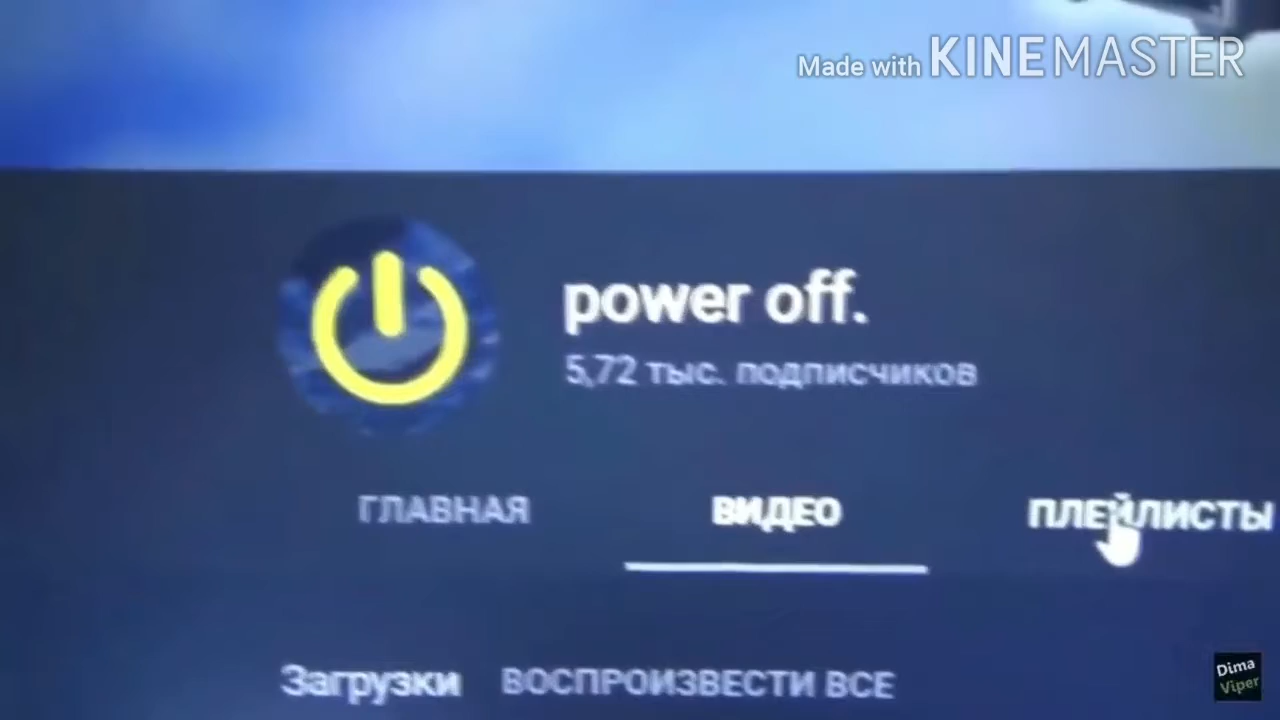 Made with KINEMASTER
power off.
5,72 тыс. подписчиков
ГЛАВНАЯ ВИДЕО ПЛЕЙЛИСТЫ
Загрузки ВОСПРОИЗВЕСТИ ВСЕ
Dima
Viper